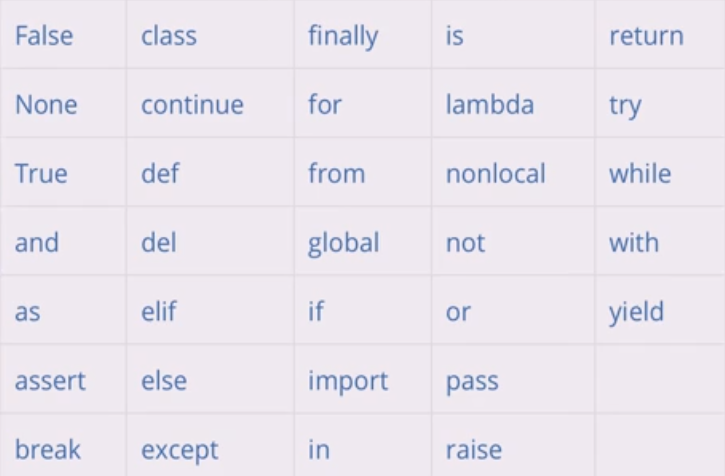 False class finally is return
None continue for lambda try
True def from nonlocal while
and del global not with
as elif if or yield
assert else import pass
break except in raise